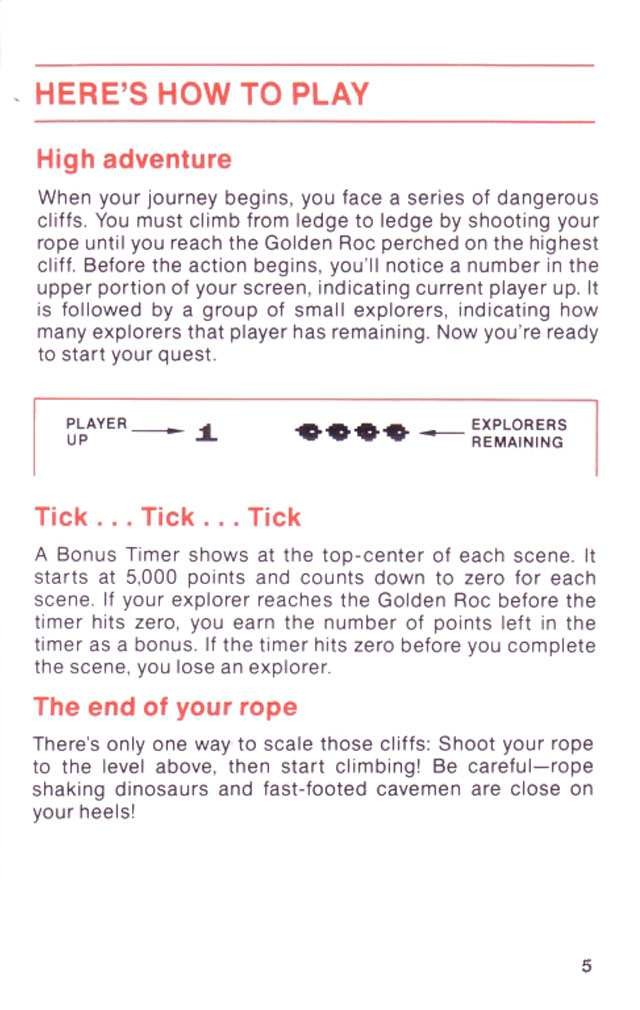 HERE'S HOW TO PLAY
High adventure
When your journey begins, you face a series of dangerous
cliffs. You must climb from ledge to ledge by shooting your
rope until you reach the Golden Roc perched on the highest
cliff. Before the action begins, you'll notice a number in the
upper portion of your screen, indicating current player up. It
is followed by a group of small explorers, indicating how
many explorers that player has remaining. Now you're ready
to start your quest.
PLAYER
UP
1
EXPLORERS
REMAINING
Tick . . . Tick . . . Tick
A Bonus Timer shows at the top-center of each scene. It
starts at 5,000 points and counts down to zero for each
scene. If your explorer reaches the Golden Roc before the
timer hits zero, you earn the number of points left in the
timer as a bonus. If the timer hits zero before you complete
the scene, you lose an explorer.
The end of your rope
There's only one way to scale those cliffs: Shoot your rope
to the level above, then start climbing! Be careful—rope
shaking dinosaurs and fast-footed cavemen are close on
your heels!
5